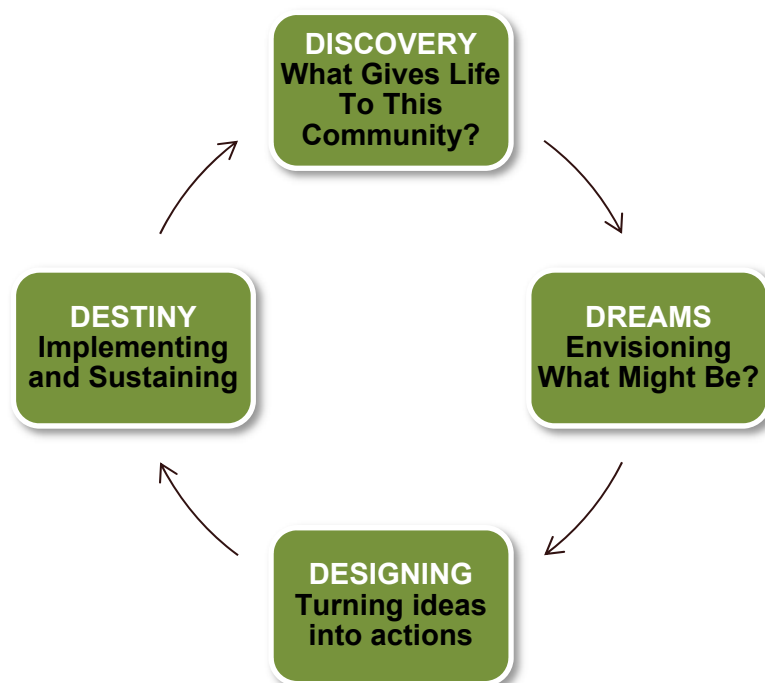 DISCOVERY
What Gives Life
To This
Community?
DREAMS
Envisioning
What Might Be?
DESIGNING
Turning ideas
into actions
DESTINY
Implementing
and Sustaining